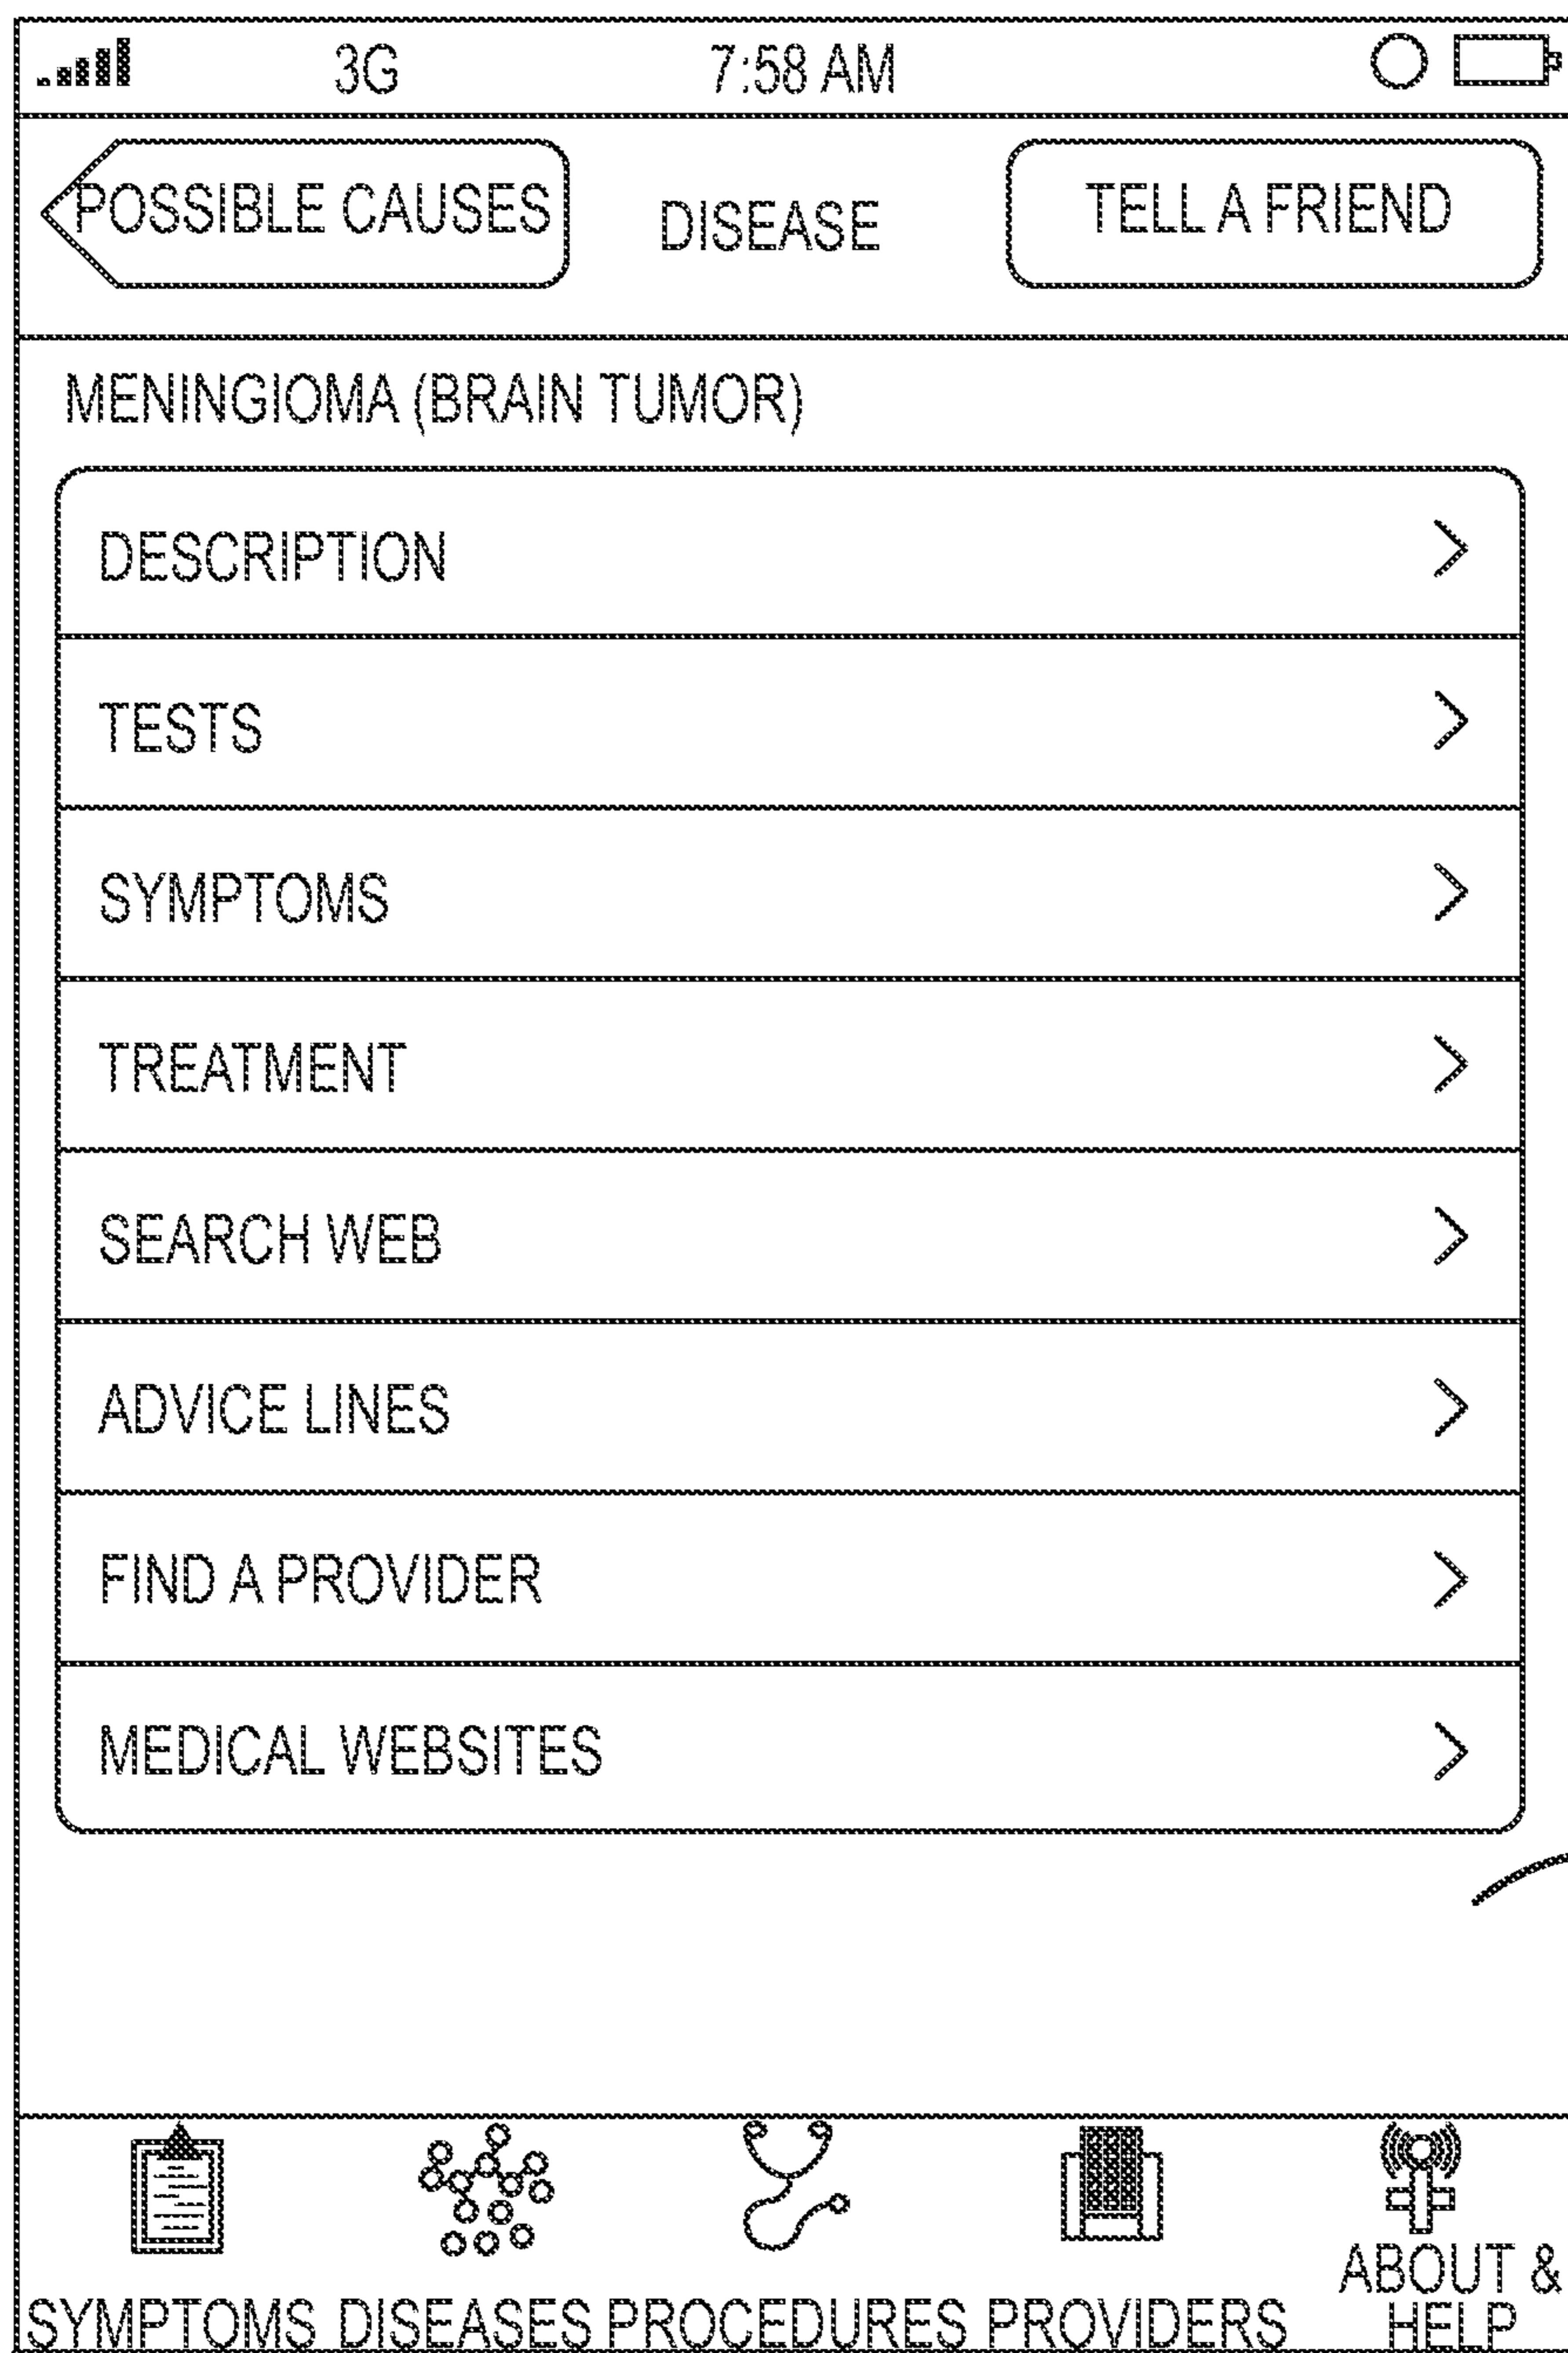 3G 7:58 AM
POSSIBLE CAUSES DISEASE TELL A FRIEND
MENINGIOMA (BRAIN TUMOR)
DESCRIPTION
TESTS
SYMPTOMS
TREATMENT
SEARCH WEB
ADVICE LINES
FIND A PROVIDER
MEDICAL WEBSITES
SYMPTOMS DISEASES PROCEDURES PROVIDERS ABOUT &
HELP